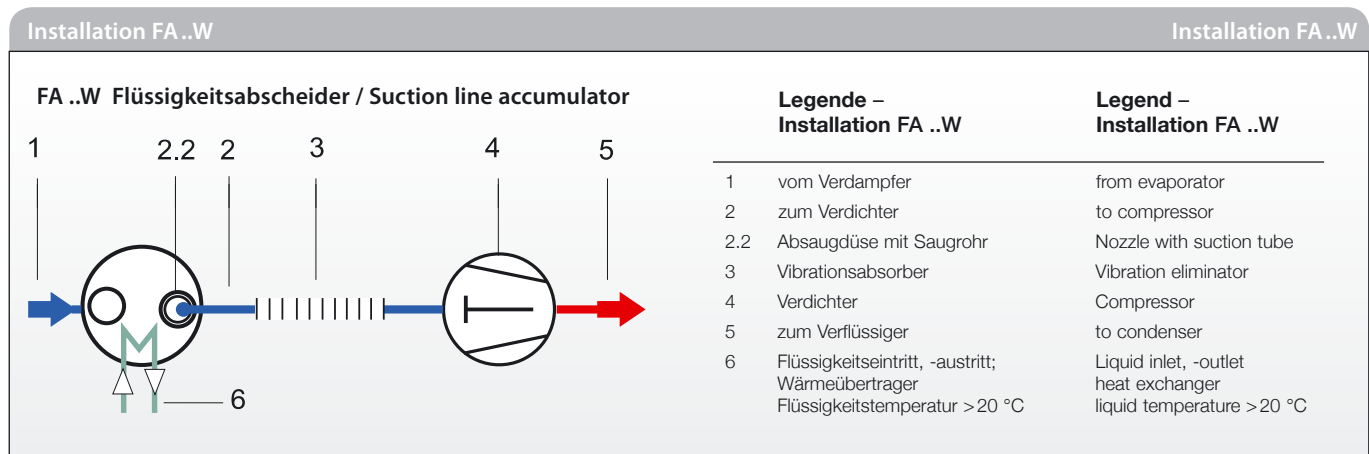 Installation FA ..W
Installation FA ..W
FA ..W Flüssigkeitsabscheider / Suction line accumulator
1 2.2 2 3 4 5
6
Legende –
Installation FA ..W
Legend –
Installation FA ..W
1 vom Verdampfer from evaporator
2 zum Verdichter to compressor
2.2 Absaugdüse mit Saugrohr Nozzle with suction tube
3 Vibrationsabsorber Vibration eliminator
4 Verdichter Compressor
5 zum Verflüssiger to condenser
6 Flüssigkeitseintritt, -austritt; Liquid inlet, -outlet
Wärmeübertrager heat exchanger
Flüssigkeitstemperatur >20 °C liquid temperature >20 °C